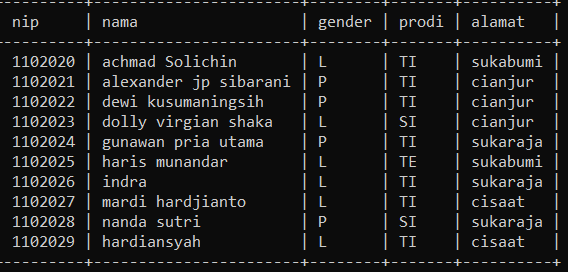 nip | nama | gender | prodi | alamat |
1102020 | achmad Solichin | L | TI | sukabumi |
1102021 | alexander jp sibarani | P | TI | cianjur |
1102022 | dewi kusumaningsih | P | TI | cianjur |
1102023 | dolly virgian shaka | L | SI | cianjur |
1102024 | gunawan pria utama | P | TI | sukaraja |
1102025 | haris munandar | L | TE | sukabumi |
1102026 | indra | L | TI | sukaraja |
1102027 | mardi hardjianto | L | TI | cisaat |
1102028 | nanda sutri | P | SI | sukaraja |
1102029 | hardiansyah | L | TI | cisaat |